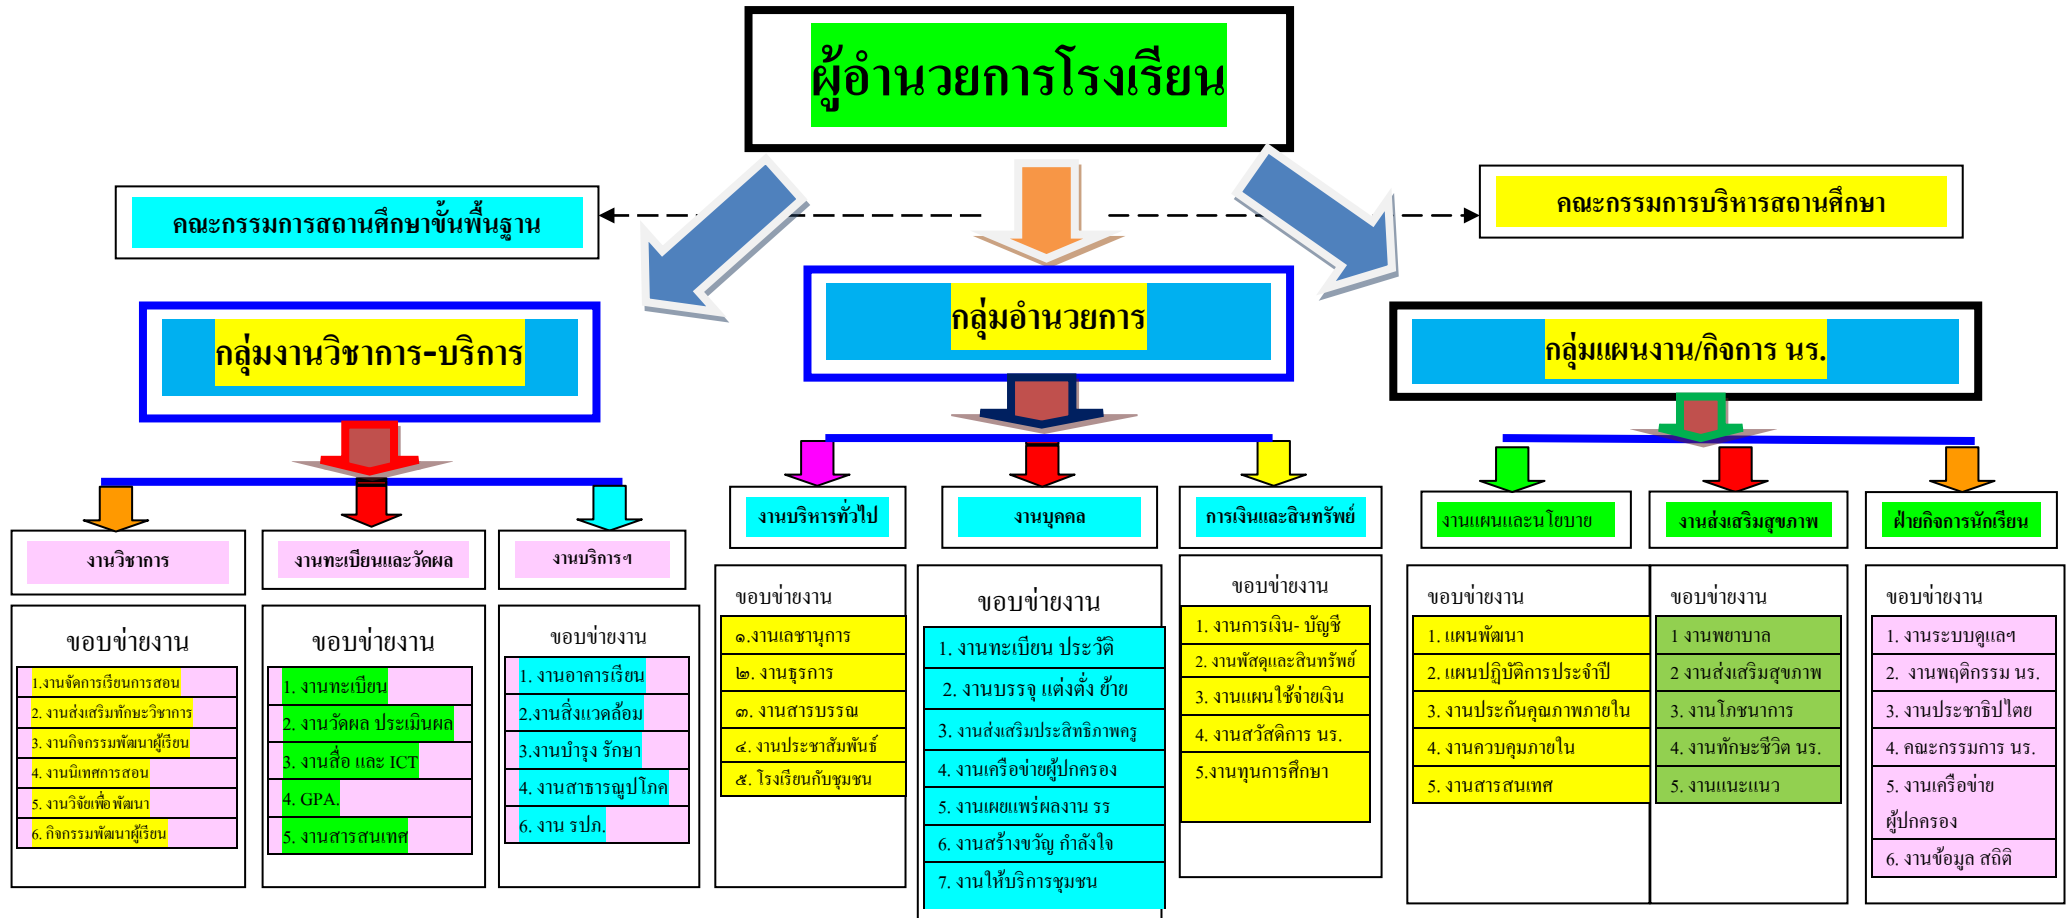 ผู้อำนวยการโรงเรียน
คณะกรรมการสถานศึกษาขั้นพื้นฐาน
คณะกรรมการบริหารสถานศึกษา
กลุ่มงานวิชาการ-บริการ
กลุ่มอำนวยการ
กลุ่มแผนงาน/กิจการ นร.
งานวิชาการ
ขอบข่ายงาน
1.งานจัดการเรียนการสอน
2. งานส่งเสริมทักษะวิชาการ
3. งานกิจกรรมพัฒนาผู้เรียน
4. งานนิเทศการสอน
5. งานวิจัยเพื่อพัฒนา
6. กิจกรรมพัฒนาผู้เรียน
งานทะเบียนและวัดผล
ขอบข่ายงาน
1. งานทะเบียน
2. งานวัดผล ประเมินผล
3. งานสื่อ และ ICT
4. GPA.
5. งานสารสนเทศ
งานบริการฯ
ขอบข่ายงาน
1. งานอาคารเรียน
2.งานสิ่งแวดล้อม
3.งานบำรุง รักษา
4. งานสาธารณูปโภค
6. งาน รปภ.
งานบริหารทั่วไป
ขอบข่ายงาน
๑.งานเลขานุการ
๒. งานธุรการ
๓. งานสารบรรณ
๔. งานประชาสัมพันธ์
๕. โรงเรียนกับชุมชน
งานบุคคล
ขอบข่ายงาน
1. งานทะเบียน ประวัติ
2. งานบรรจุ แต่งตั่ง ย้าย
3. งานส่งเสริมประสิทธิภาพครู
4. งานเครือข่ายผู้ปกครอง
5. งานเผยแพร่ผลงาน รร
6. งานสร้างขวัญ กำลังใจ
7. งานให้บริการชุมชน
การเงินและสินทรัพย์
ขอบข่ายงาน
1. งานการเงิน- บัญชี
2. งานพัสดุและสินทรัพย์
3. งานแผนใช้จ่ายเงิน
4. งานสวัสดิการ นร.
5.งานทุนการศึกษา
งานแผนและนโยบาย
ขอบข่ายงาน
1. แผนพัฒนา
2. แผนปฏิบัติการประจำปี
3. งานประกันคุณภาพภายใน
4. งานควบคุมภายใน
5. งานสารสนเทศ
งานส่งเสริมสุขภาพ
ขอบข่ายงาน
1 งานพยาบาล
2 งานส่งเสริมสุขภาพ
3. งานโภชนาการ
4. งานทักษะชีวิต นร.
5. งานแนะแนว
ฝ่ายกิจการนักเรียน
ขอบข่ายงาน
1. งานระบบดูแลฯ
2. งานพฤติกรรม นร.
3. งานประชาธิปไตย
4. คณะกรรมการ นร.
5. งานเครือข่าย
ผู้ปกครอง
6. งานข้อมูล สถิติ